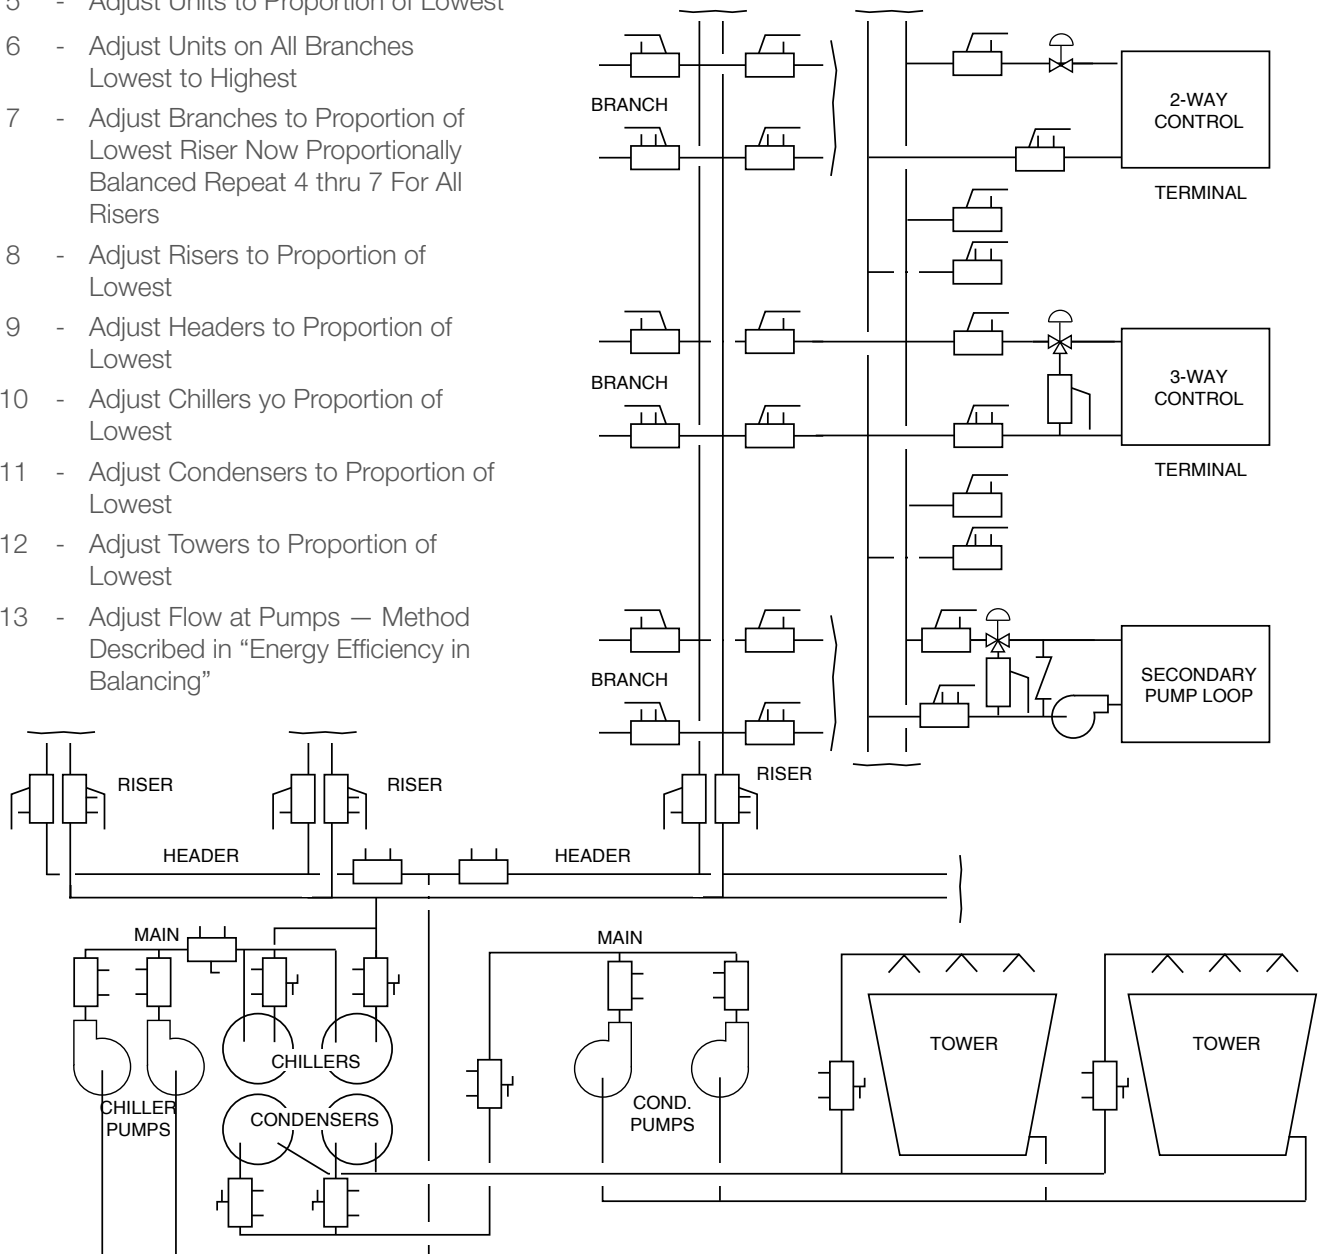 5 - Adjust Units to Proportion of Lowest
6 - Adjust Units on All Branches
Lowest to Highest
7 - Adjust Branches to Proportion of
Lowest Riser Now Proportionally
Balanced Repeat 4 thru 7 For All
Risers
8 - Adjust Risers to Proportion of
Lowest
9 - Adjust Headers to Proportion of
Lowest
10 - Adjust Chillers yo Proportion of
Lowest
11 - Adjust Condensers to Proportion of
Lowest
12 - Adjust Towers to Proportion of
Lowest
13 - Adjust Flow at Pumps — Method
Described in “Energy Efficiency in
Balancing”
BRANCH
2-WAY
CONTROL
TERMINAL
BRANCH
3-WAY
CONTROL
TERMINAL
BRANCH
SECONDARY
PUMP LOOP
RISER
RISER
RISER
HEADER
HEADER
MAIN
MAIN
CHILLERS
CHILLER
PUMPS
CONDENSERS
COND.
PUMPS
TOWER
TOWER